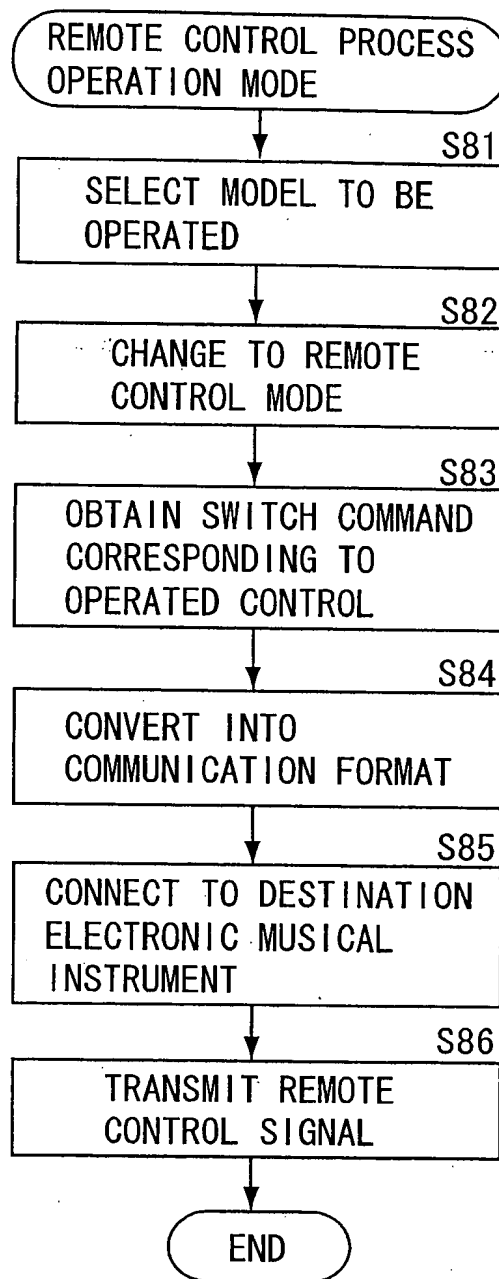 REMOTE CONTROL PROCESS
OPERATION MODE
S81
SELECT MODEL TO BE
OPERATED
S82
CHANGE TO REMOTE
CONTROL MODE
S83
OBTAIN SWITCH COMMAND
CORRESPONDING TO
OPERATED CONTROL
S84
CONVERT INTO
COMMUNICATION FORMAT
S85
CONNECT TO DESTINATION
ELECTRONIC MUSICAL
INSTRUMENT
S86
TRANSMIT REMOTE
CONTROL SIGNAL
END